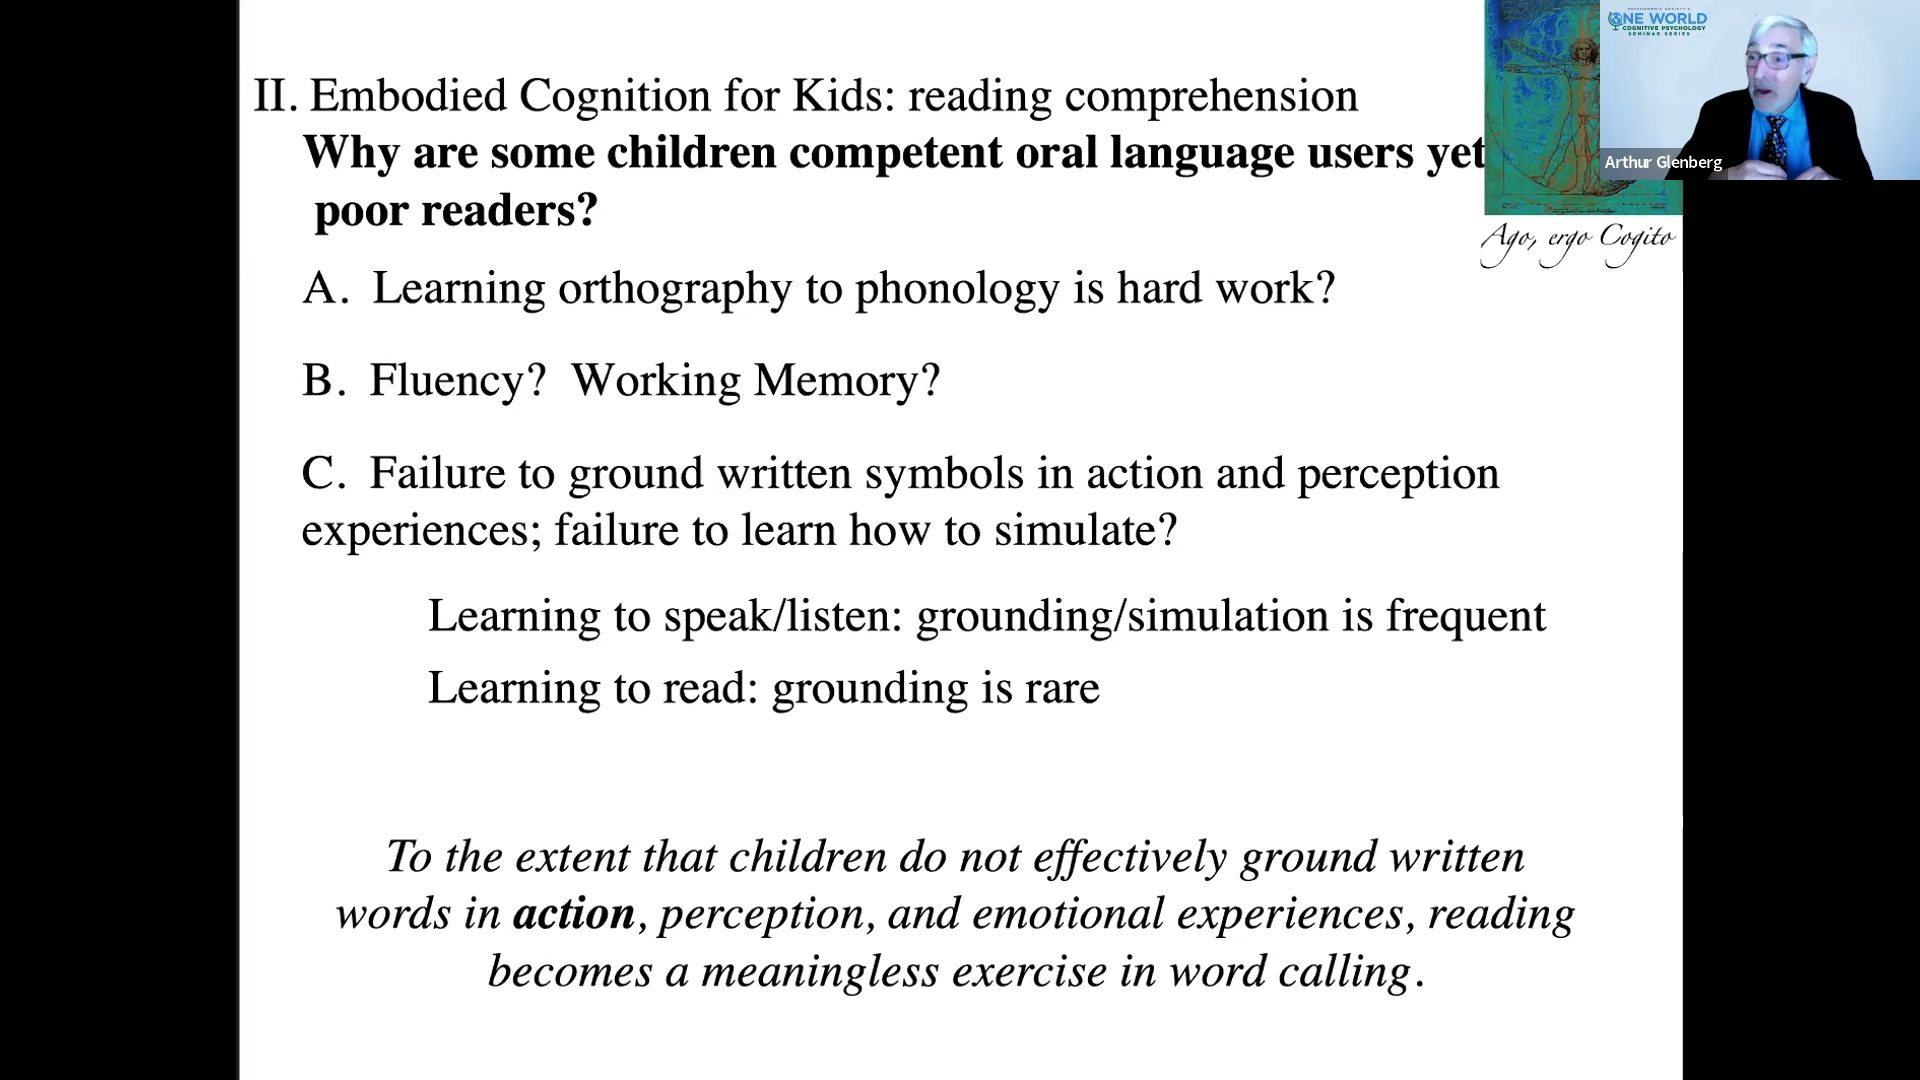 II. Embodied Cognition for Kids: reading comprehension
Why are some children competent oral language users yet
poor readers?
A. Learning orthography to phonology is hard work?
B. Fluency? Working Memory?
C. Failure to ground written symbols in action and perception
experiences; failure to learn how to simulate?
Learning to speak/listen: grounding/simulation is frequent
Learning to read: grounding is rare
To the extent that children do not effectively ground written
words in action, perception, and emotional experiences, reading
becomes a meaningless exercise in word calling.
Ago, ergo Cogito
PSYCHONOMIC SOCIETY'S
ONE WORLD
COGNITIVE PSYCHOLOGY
SEMINAR SERIES
Arthur Glenberg